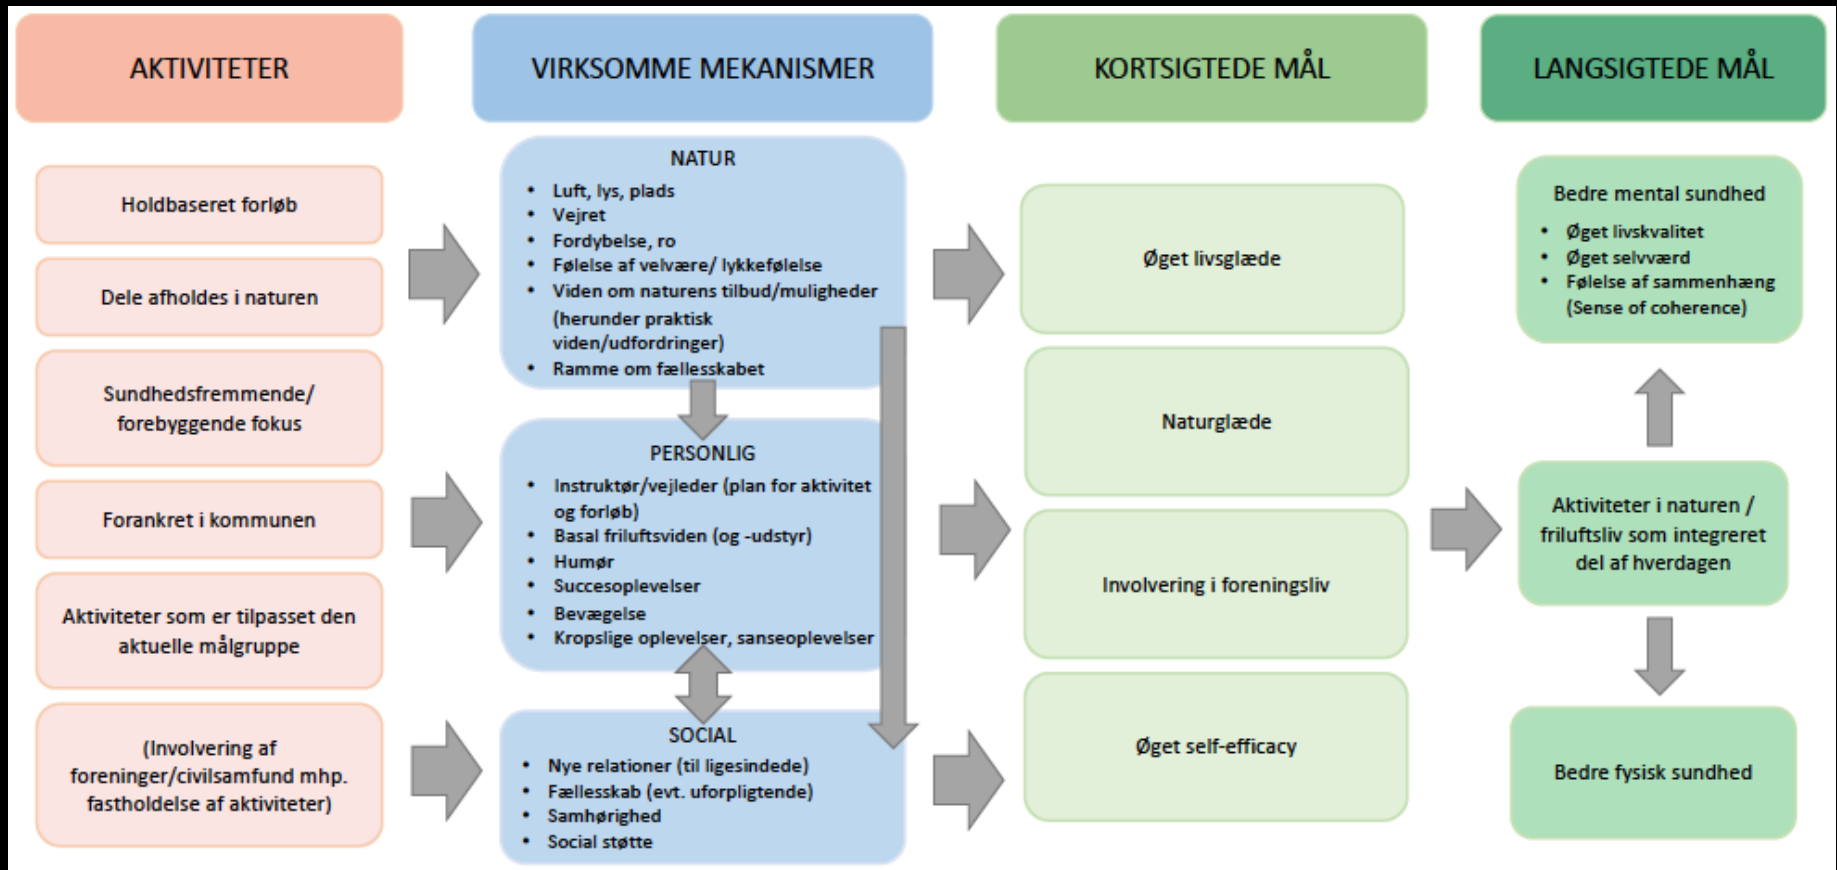 AKTIVITETER
Holdbaseret forløb
Dele afholdes i naturen
Sundhedsfremmende/
forebyggende fokus
Forankret i kommunen
Aktiviteter som er tilpasset den
aktuelle målgruppe
(Involvering af
foreninger/civilsamfund mhp.
fastholdelse af aktiviteter)
VIRKSOMME MEKANISMER
NATUR
• Luft, lys, plads
• Vejret
• Fordybelse, ro
• Følelse af velvære/ lykkefølelse
• Viden om naturens tilbud/muligheder
(herunder praktisk
viden/udfordringer)
• Ramme om fællesskabet
PERSONLIG
• Instruktør/vejleder (plan for aktivitet
og forløb)
• Basal friluftsviden (og -udstyr)
• Humør
• Succesoplevelser
• Bevægelse
• Kropslige oplevelser, sanseoplevelser
SOCIAL
• Nye relationer (til ligesindede)
• Fællesskab (evt. uforpligtende)
• Samhørighed
• Social støtte
KORTSIGTEDE MÅL
Øget livsglæde
Naturglæde
Involvering i foreningsliv
Øget self-efficacy
LANGSIGTEDE MÅL
Bedre mental sundhed
• Øget livskvalitet
• Øget selvværd
• Følelse af sammenhæng
(Sense of coherence)
Aktiviteter i naturen /
friluftsliv som integreret
del af hverdagen
Bedre fysisk sundhed